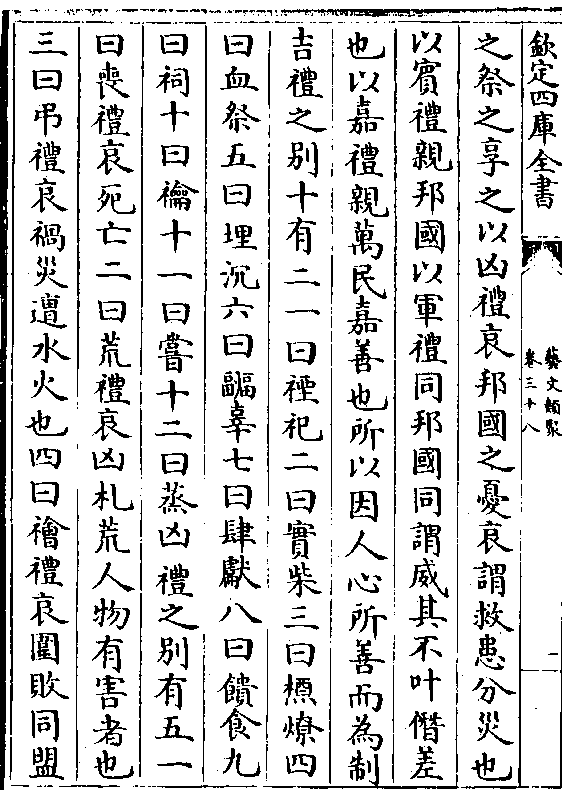 欽定四庫全書
藝文類聚
卷三十八
二
之祭之享之以凶禮哀邦國之憂哀謂救患分災也
以賓禮親邦國以軍禮同邦國同謂威其不叶僭差
也以嘉禮親萬民嘉善也所以因人心所善而為制
吉禮之別十有二一曰禋祀二曰實柴三曰槱燎四
曰血祭五曰埋沉六曰疈辜七曰肆獻八曰饋食九
曰祠十曰禴十一曰嘗十二曰蒸凶禮之別有五一
曰喪禮哀死亡二曰荒禮哀凶札荒人物有害者也
三曰弔禮哀禍災遭水火也四曰禬禮哀圍敗同盟